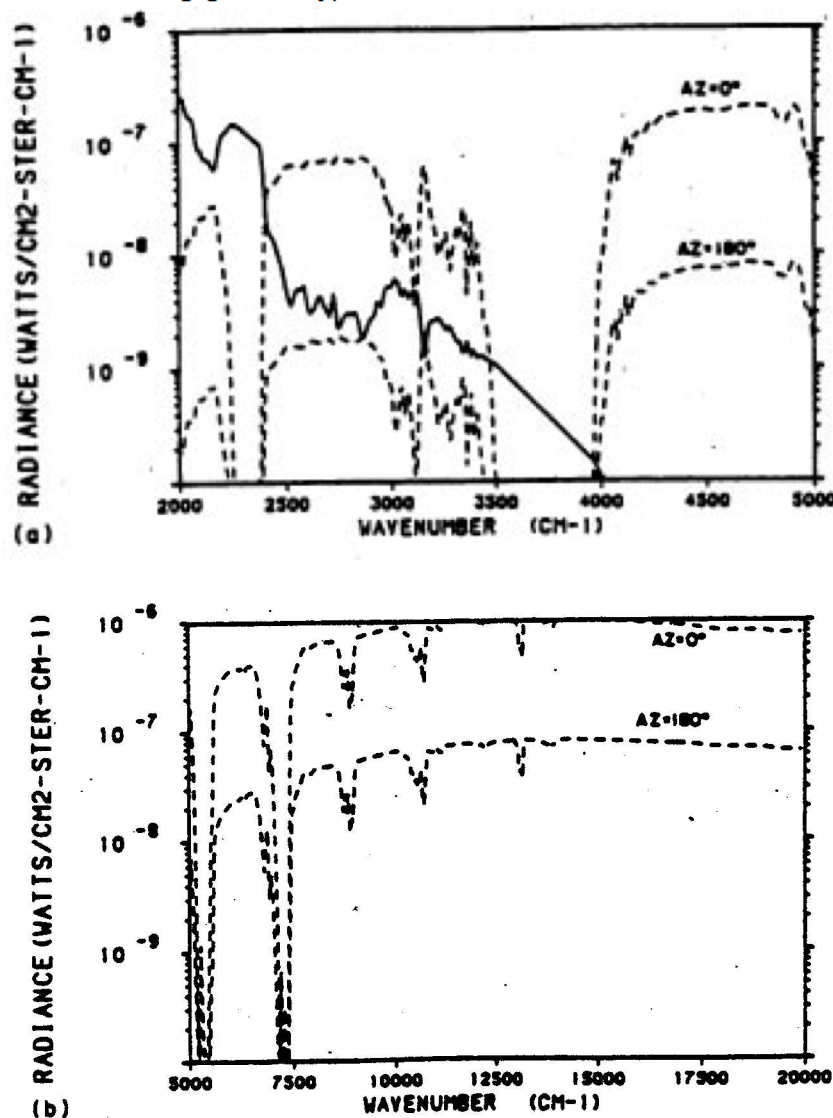 (a)
RADIANCE (WATTS/CM2-STER-CM-1)
10 -6
10 -7
10 -8
10 -9
AZ=0°
AZ=180°
2000 2500 3000 3500 4000 4500 5000
WAVENUMBER (CM-1)
(b)
RADIANCE (WATTS/CM2-STER-CM-1)
10 -6
10 -7
10 -8
10 -9
AZ=0°
AZ=180°
5000 7500 10000 12500 15000 17500 20000
WAVENUMBER (CM-1)